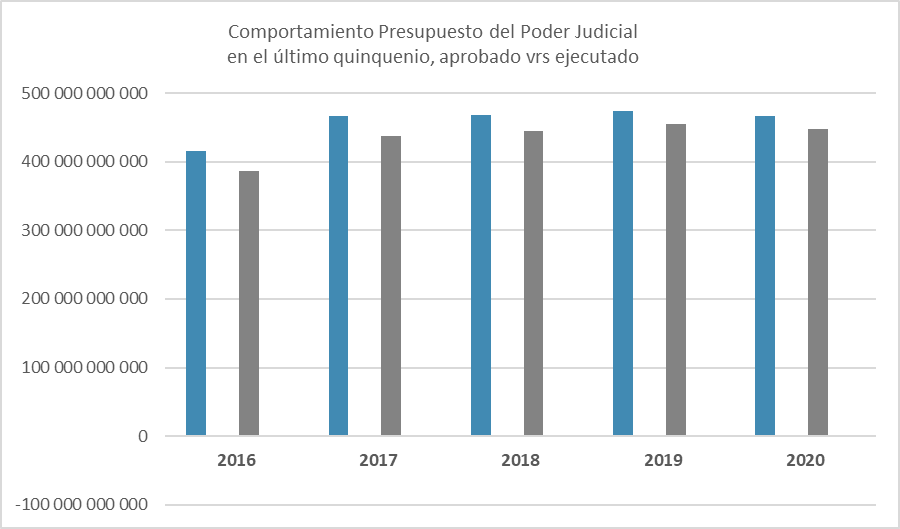 Comportamiento Presupuesto del Poder Judicial
en el último quinquenio, aprobado vrs ejecutado
500 000 000 000
400 000 000 000
300 000 000 000
200 000 000 000
100 000 000 000
0
2016 2017 2018 2019 2020
-100 000 000 000